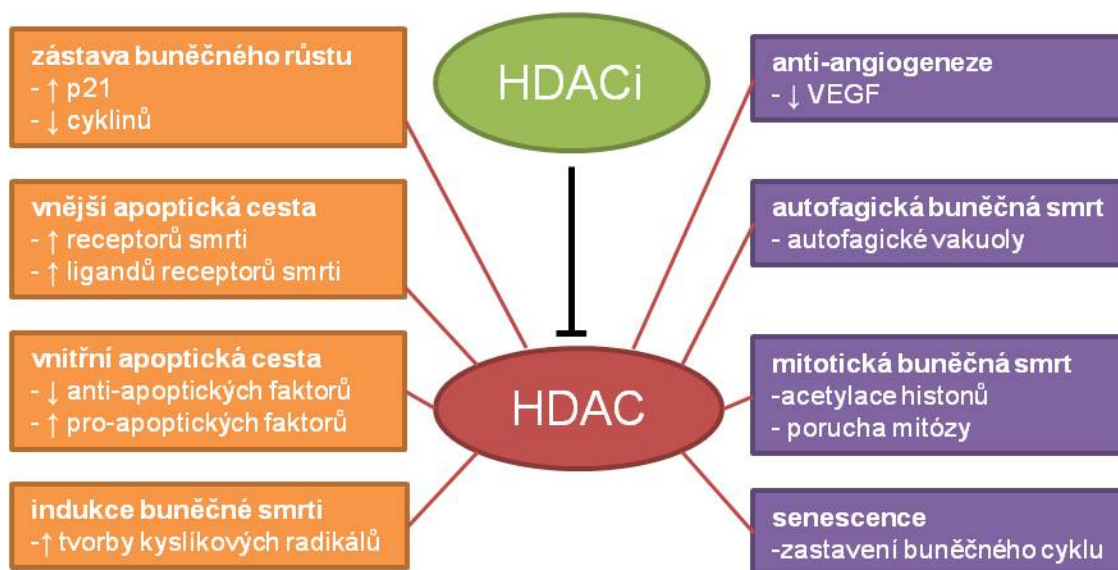 zástava buněčného růstu
- ↑ p21
- ↓ cyklinů
vnější apoptická cesta
- ↑ receptorů smrti
- ↑ ligandů receptorů smrti
vnitřní apoptická cesta
- ↓ anti-apoptických faktorů
- ↑ pro-apoptických faktorů
indukce buněčné smrti
-↑ tvorby kyslíkových radikálů
HDACi
HDAC
anti-angiogeneze
- ↓ VEGF
autofagická buněčná smrt
- autofagické vakuoly
mitotická buněčná smrt
-acetylace histonů
- porucha mitózy
senescence
-zastavení buněčného cyklu